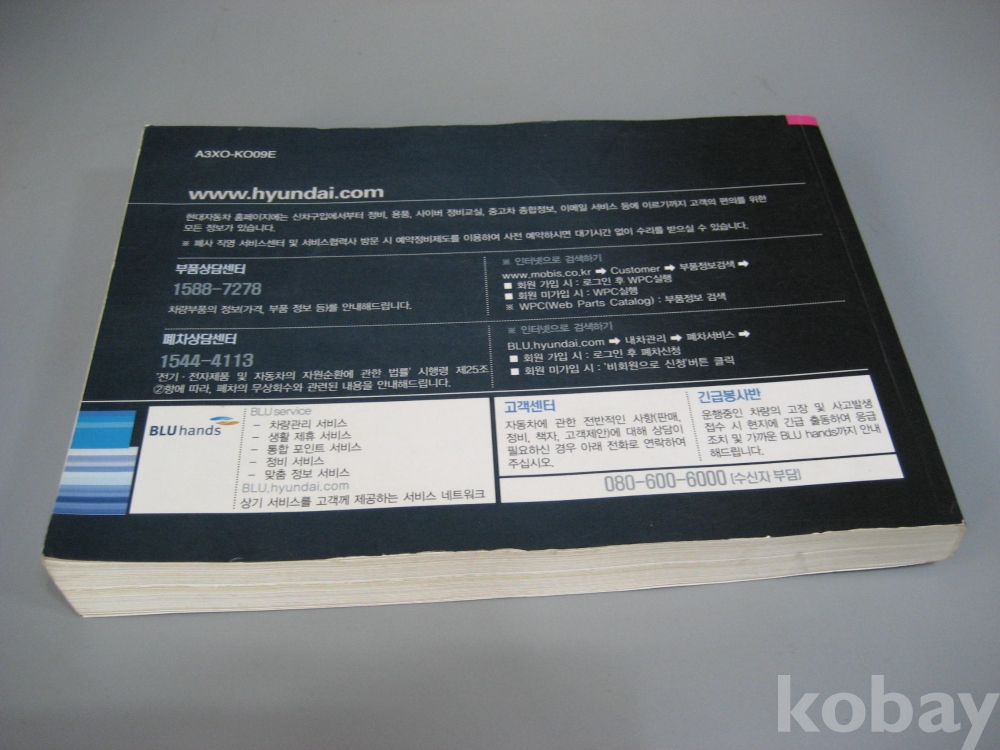 A3XO-KO09E
www.hyundai.com
현대자동차 홈페이지에는 신차구입에서부터 정비, 용품, 사이버 정비교실, 중고차 종합정보, 이메일 서비스 등에 이르기까지 고객의 편의를 위한
모든 정보가 있습니다.
※ 폐사 직영 서비스센터 및 서비스협력사 방문 시 예약정비제도를 이용하여 사전 예약하시면 대기시간 없이 수리를 받으실 수 있습니다.
부품상담센터
1588-7278
차량부품의 정보(가격, 부품 정보 등)를 안내해드립니다.
※ 인터넷으로 검색하기
www.mobis.co.kr ➡ Customer ➡ 부품정보검색 ➡
■ 회원 가입 시 : 로그인 후 WPC실행
■ 회원 미가입 시 : WPC실행
※ WPC(Web Parts Catalog) : 부품정보 검색
폐차상담센터
1544-4113
'전기·전자제품 및 자동차의 자원순환에 관한 법률' 시행령 제25조
②항에 따라, 폐차의 무상회수와 관련된 내용을 안내해드립니다.
※ 인터넷으로 검색하기
BLU.hyundai.com ➡ 내차관리 ➡ 폐차서비스 ➡
■ 회원 가입 시 : 로그인 후 폐차신청
■ 회원 미가입 시 : '비회원으로 신청'버튼 클릭
BLU hands
BLU service
- 차량관리 서비스
- 생활 제휴 서비스
- 통합 포인트 서비스
- 정비 서비스
- 맞춤 정보 서비스
BLU.hyundai.com
상기 서비스를 고객께 제공하는 서비스 네트워크
고객센터
자동차에 관한 전반적인 사항(판매,
정비, 책자, 고객제안)에 대해 상담이
필요하신 경우 아래 전화로 연락하여
주십시오.
긴급봉사반
운행중인 차량의 고장 및 사고발생
접수 시 현지에 긴급 출동하여 응급
조치 및 가까운 BLU hands까지 안내
해드립니다.
080-600-6000 (수신자 부담)
kobay